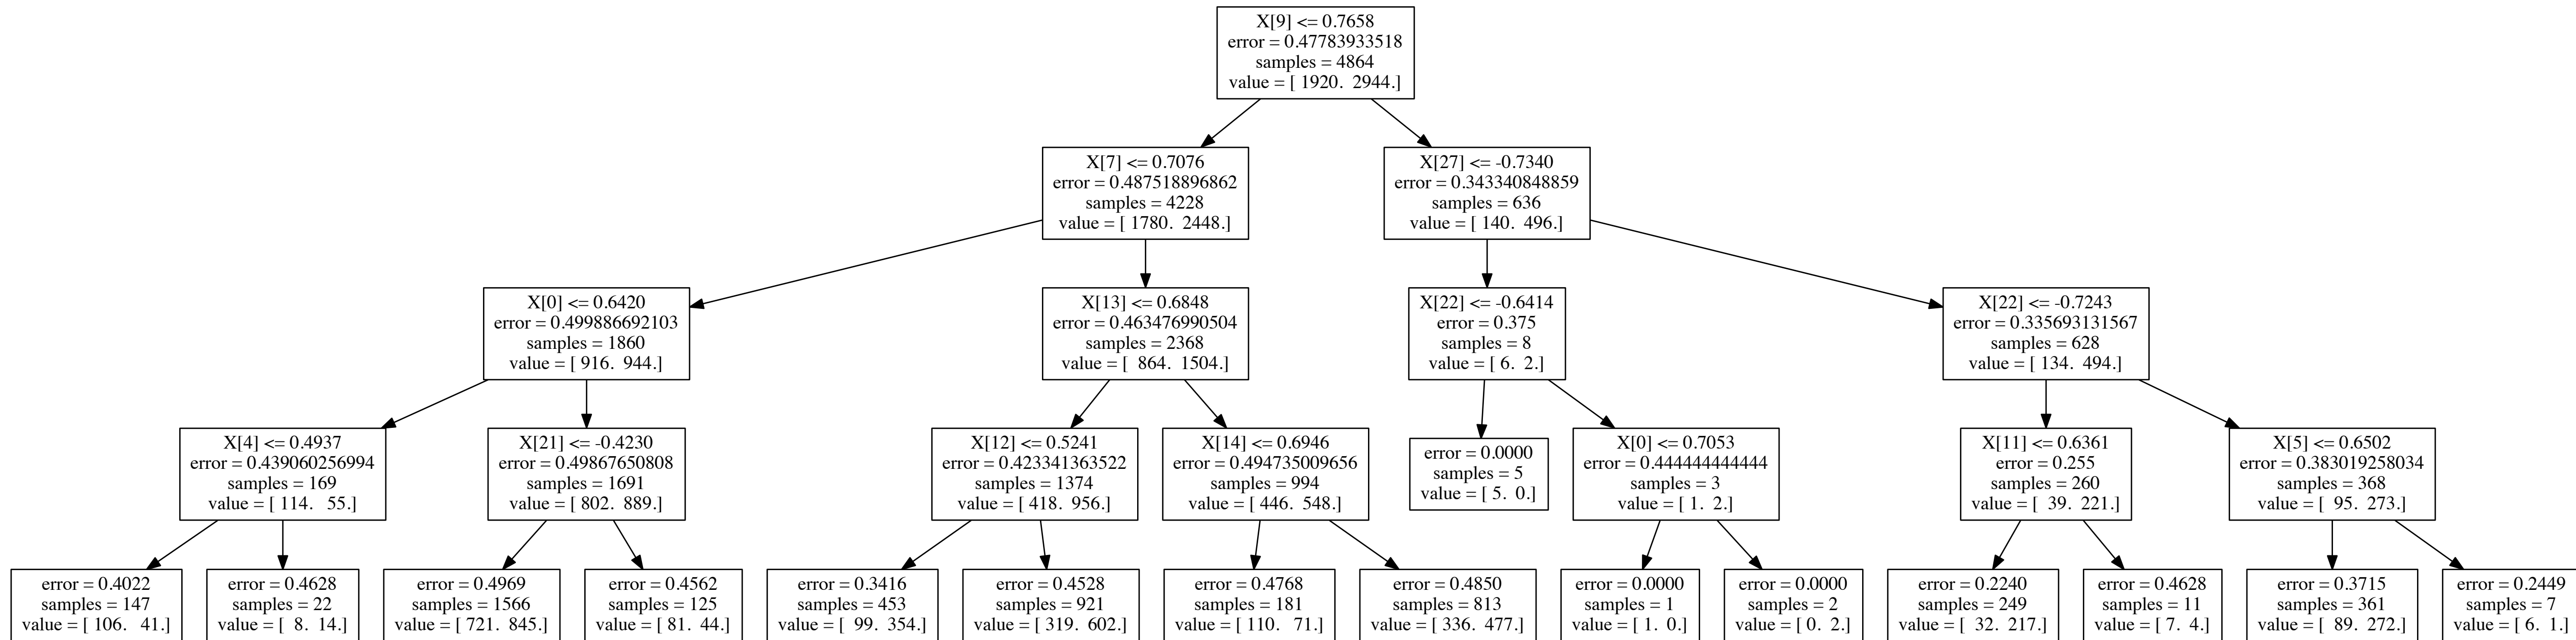 X[9] <= 0.7658
error = 0.47783933518
samples = 4864
value = [ 1920.  2944.]
X[7] <= 0.7076
error = 0.487518896862
samples = 4228
value = [ 1780.  2448.]
X[27] <= -0.7340
error = 0.343340848859
samples = 636
value = [ 140.  496.]
X[0] <= 0.6420
error = 0.499886692103
samples = 1860
value = [ 916.  944.]
X[13] <= 0.6848
error = 0.463476990504
samples = 2368
value = [  864.  1504.]
X[22] <= -0.6414
error = 0.375
samples = 8
value = [ 6.  2.]
X[22] <= -0.7243
error = 0.335693131567
samples = 628
value = [ 134.  494.]
X[4] <= 0.4937
error = 0.439060256994
samples = 169
value = [ 114.   55.]
X[21] <= -0.4230
error = 0.49867650808
samples = 1691
value = [ 802.  889.]
X[12] <= 0.5241
error = 0.423341363522
samples = 1374
value = [ 418.  956.]
X[14] <= 0.6946
error = 0.494735009656
samples = 994
value = [ 446.  548.]
error = 0.0000
samples = 5
value = [ 5.  0.]
X[0] <= 0.7053
error = 0.444444444444
samples = 3
value = [ 1.  2.]
X[11] <= 0.6361
error = 0.255
samples = 260
value = [  39.  221.]
X[5] <= 0.6502
error = 0.383019258034
samples = 368
value = [  95.  273.]
error = 0.4022
samples = 147
value = [ 106.   41.]
error = 0.4628
samples = 22
value = [  8.  14.]
error = 0.4969
samples = 1566
value = [ 721.  845.]
error = 0.4562
samples = 125
value = [ 81.  44.]
error = 0.3416
samples = 453
value = [  99.  354.]
error = 0.4528
samples = 921
value = [ 319.  602.]
error = 0.4768
samples = 181
value = [ 110.   71.]
error = 0.4850
samples = 813
value = [ 336.  477.]
error = 0.0000
samples = 1
value = [ 1.  0.]
error = 0.0000
samples = 2
value = [ 0.  2.]
error = 0.2240
samples = 249
value = [  32.  217.]
error = 0.4628
samples = 11
value = [ 7.  4.]
error = 0.3715
samples = 361
value = [  89.  272.]
error = 0.2449
samples = 7
value = [ 6.  1.]